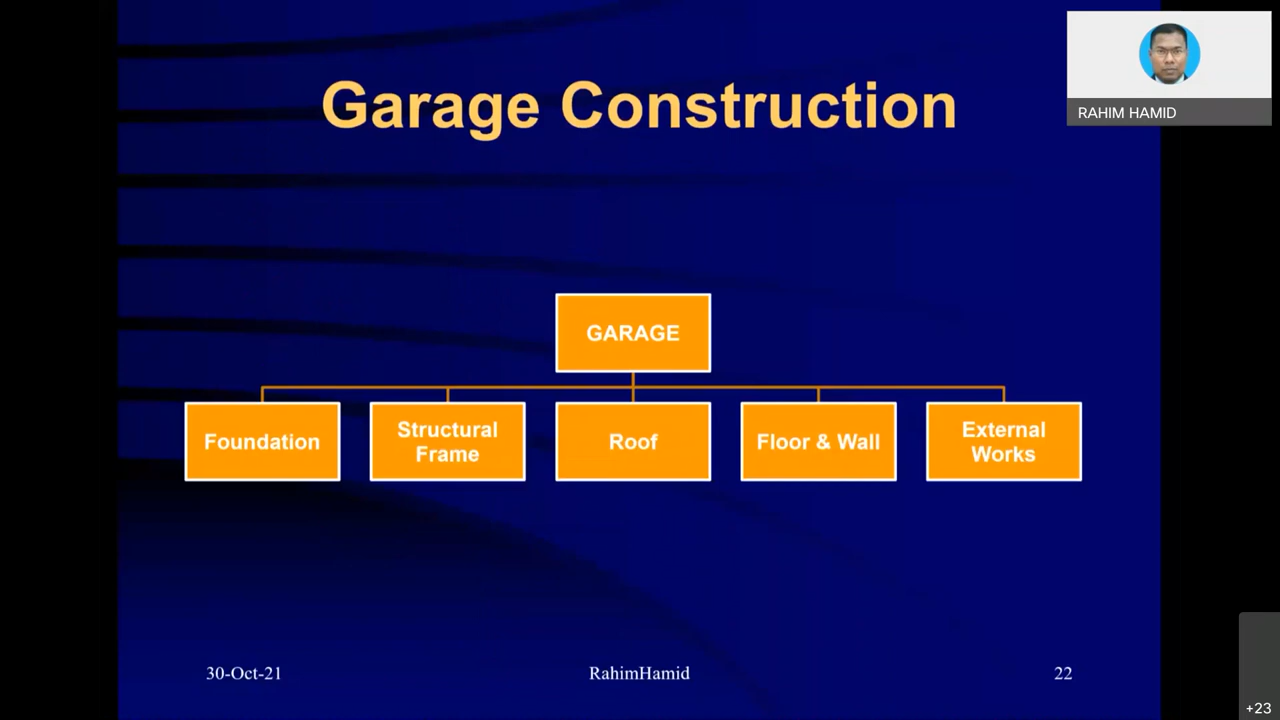 Garage Construction
RAHIM HAMID
GARAGE
Foundation
Structural
Frame
Roof
Floor & Wall
External
Works
30-Oct-21
RahimHamid
22
+23